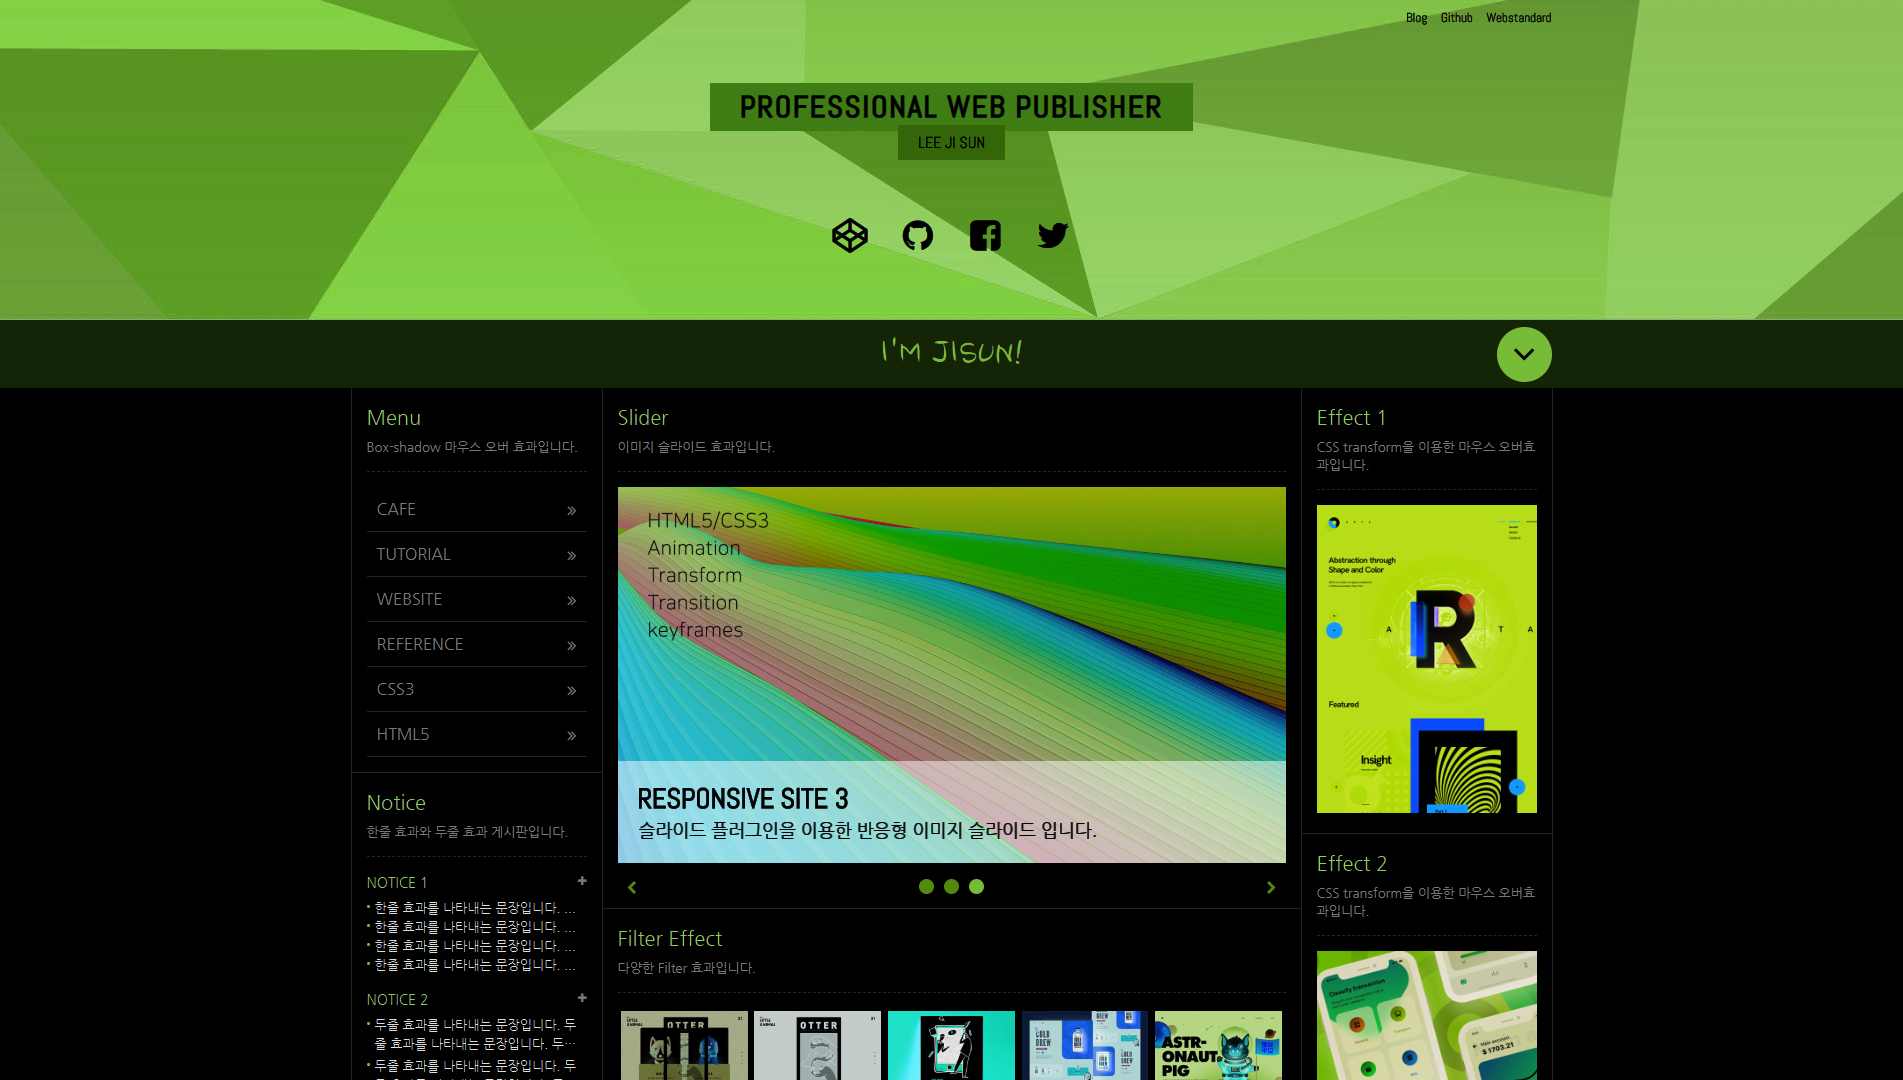 Blog Github Webstandard
PROFESSIONAL WEB PUBLISHER
LEE JI SUN
I'M JISUN!
Menu
Box-shadow 마우스 오버 효과입니다.
CAFE
TUTORIAL
WEBSITE
REFERENCE
CSS3
HTML5
Notice
한줄 효과와 두줄 효과 게시판입니다.
NOTICE 1
한줄 효과를 나타내는 문장입니다. ...
한줄 효과를 나타내는 문장입니다. ...
한줄 효과를 나타내는 문장입니다. ...
한줄 효과를 나타내는 문장입니다. ...
NOTICE 2
두줄 효과를 나타내는 문장입니다. 두
줄 효과를 나타내는 문장입니다. 두...
두줄 효과를 나타내는 문장입니다. 두
Slider
이미지 슬라이드 효과입니다.
HTML5/CSS3
Animation
Transform
Transition
keyframes
RESPONSIVE SITE 3
슬라이드 플러그인을 이용한 반응형 이미지 슬라이드 입니다.
Filter Effect
다양한 Filter 효과입니다.
LITTLE
ANIMAL
OTTER
LITTLE
ANIMAL
OTTER
COLD
BREW
COLD
BREW
ASTR-
ONAUT
PIG
Effect 1
CSS transform을 이용한 마우스 오버효
과입니다.
Abstraction through
Shape and Color
A R T A
Featured
Insight
Effect 2
CSS transform을 이용한 마우스 오버효
과입니다.
Classify transaction
Main account
$ 1703.21